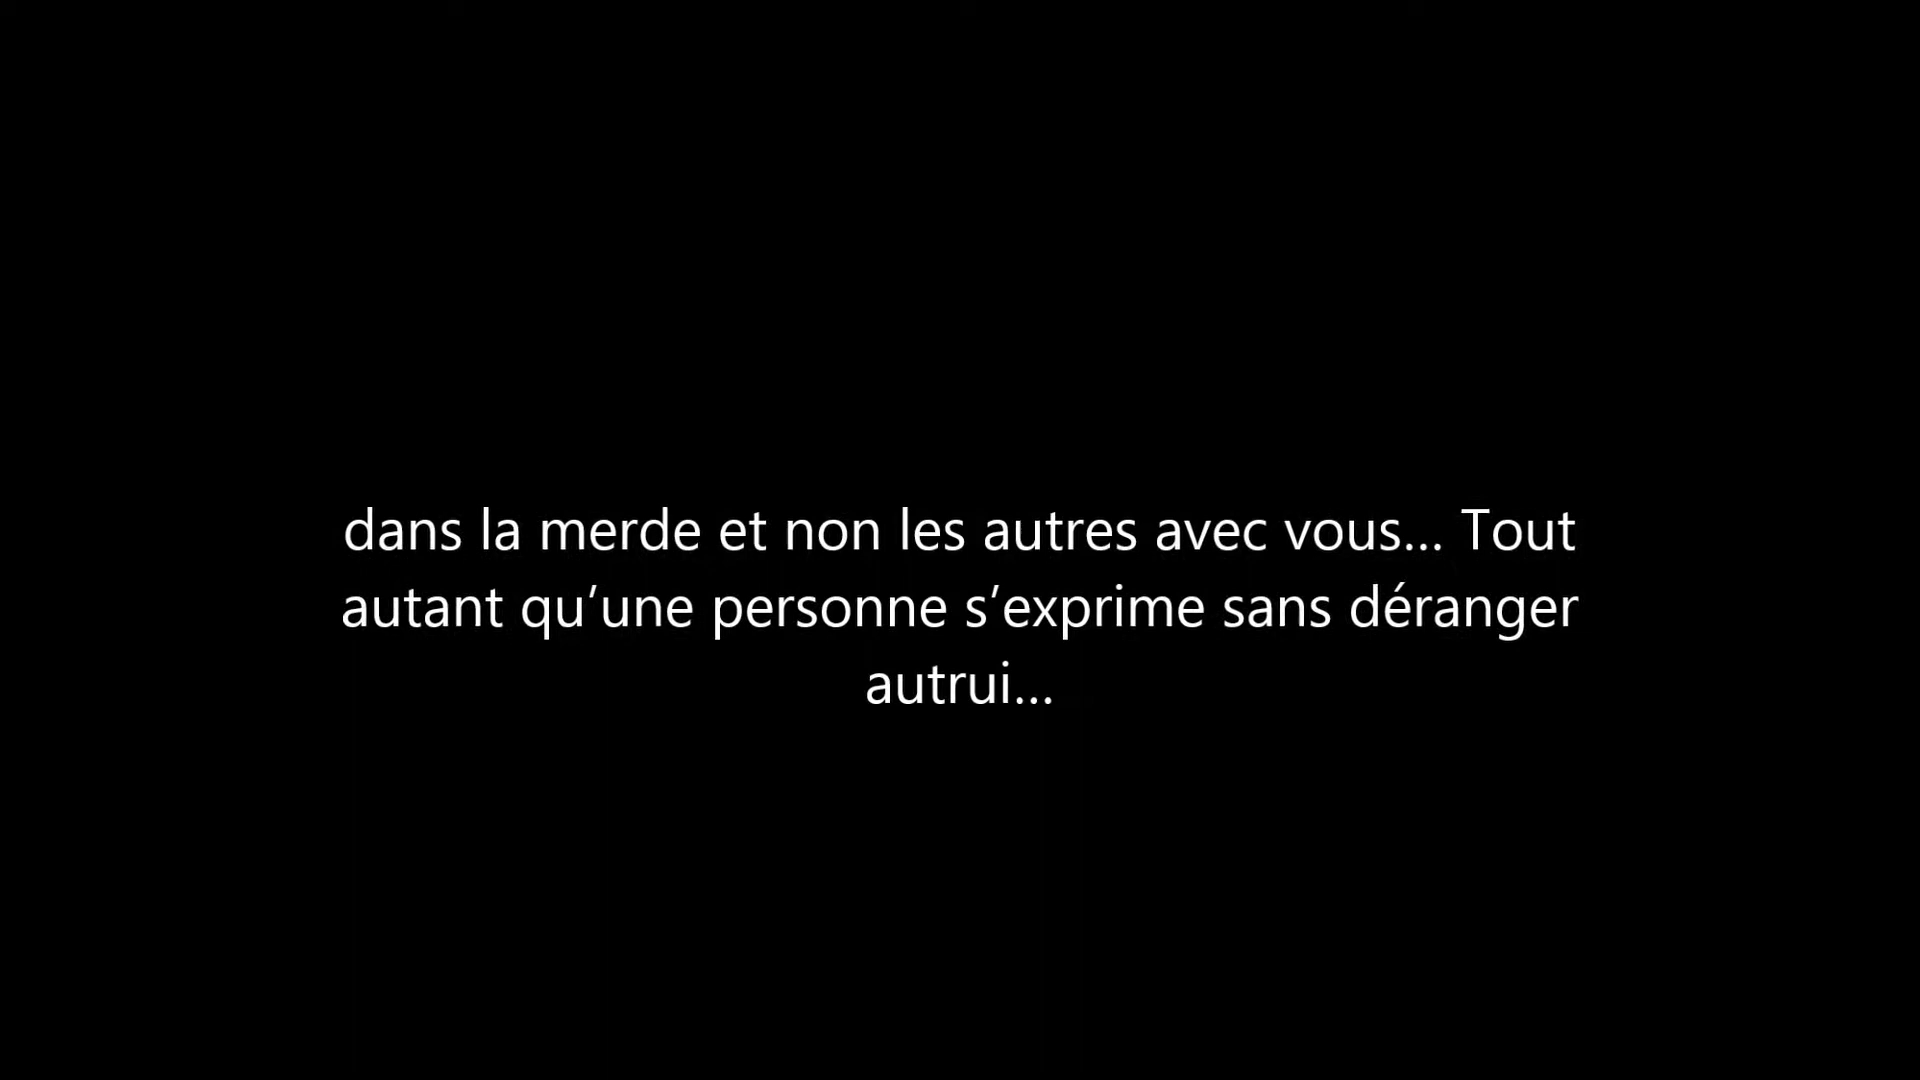 dans la merde et non les autres avec vous... Tout
autant qu’une personne s’exprime sans déranger
autrui...